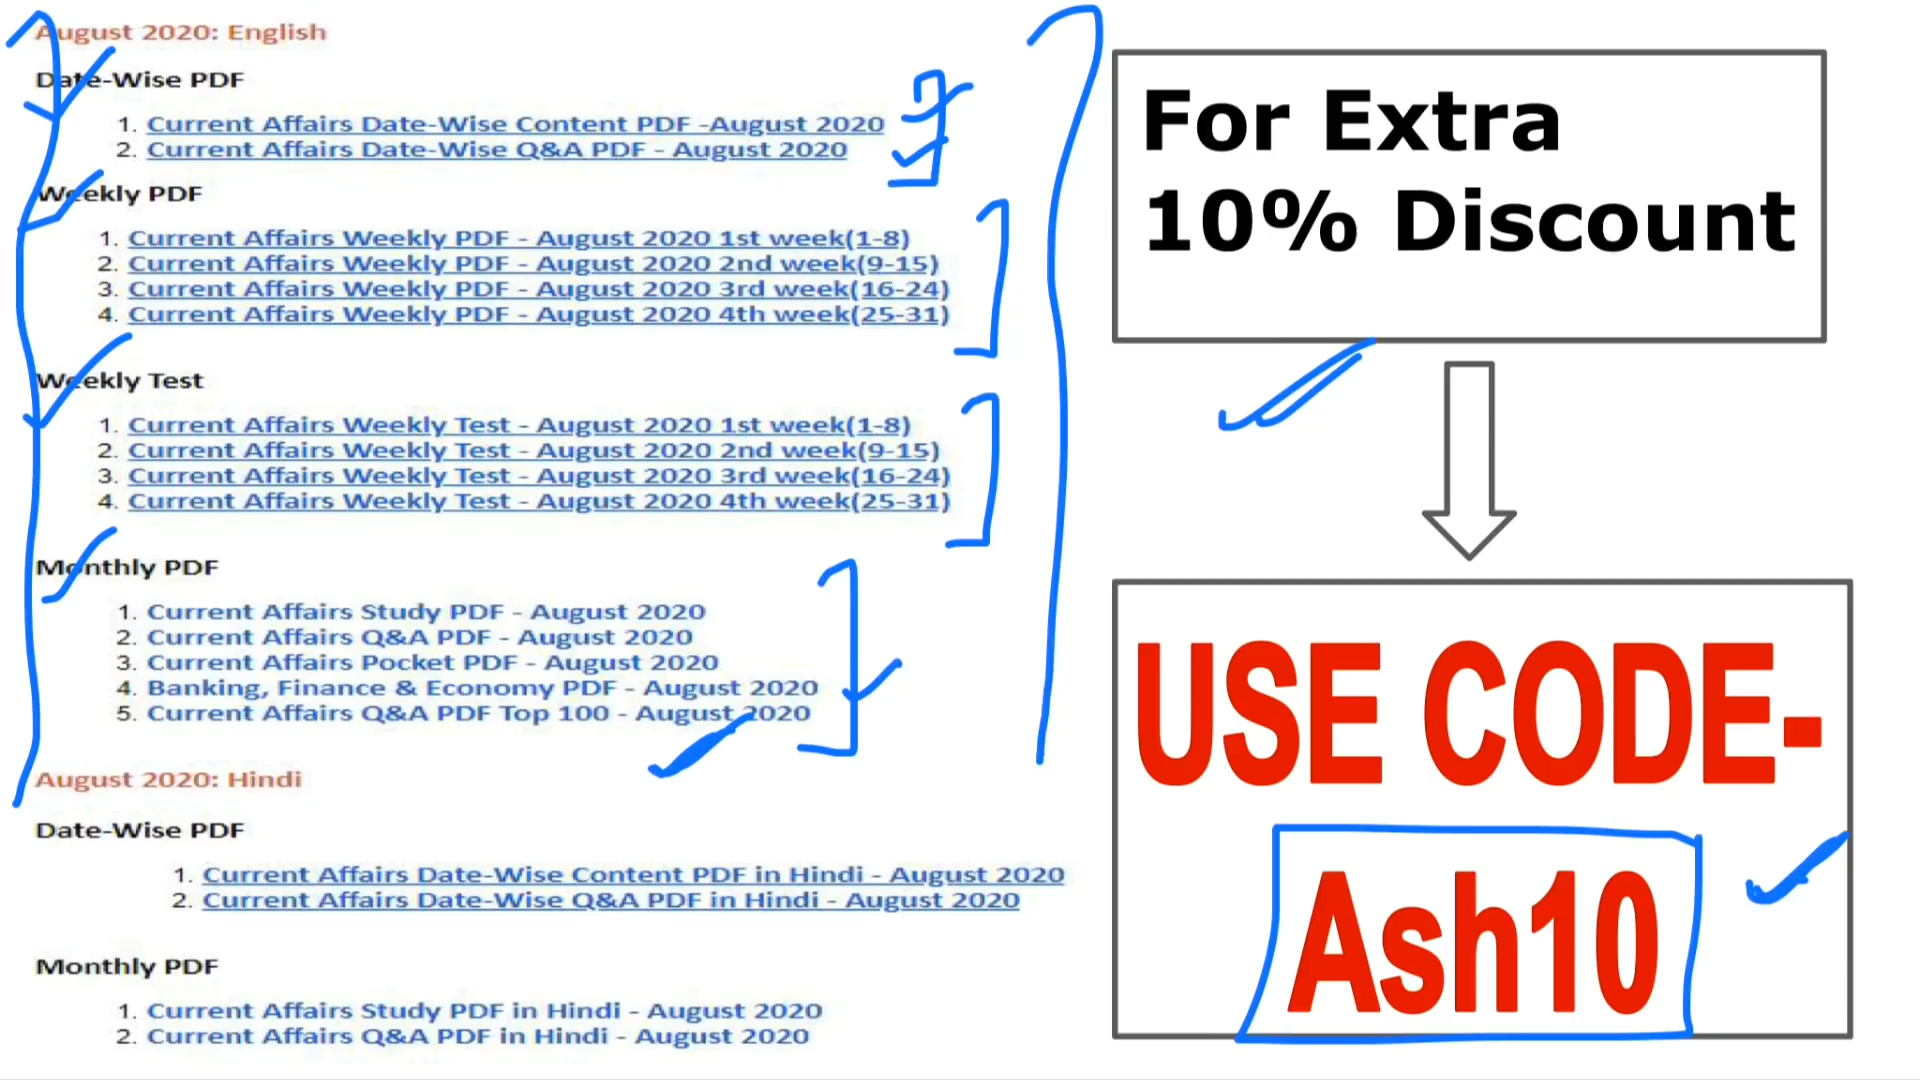 August 2020: English
Date-Wise PDF
1. Current Affairs Date-Wise Content PDF -August 2020
2. Current Affairs Date-Wise Q&A PDF - August 2020
Weekly PDF
1. Current Affairs Weekly PDF - August 2020 1st week(1-8)
2. Current Affairs Weekly PDF - August 2020 2nd week(9-15)
3. Current Affairs Weekly PDF - August 2020 3rd week(16-24)
4. Current Affairs Weekly PDF - August 2020 4th week(25-31)
Weekly Test
1. Current Affairs Weekly Test - August 2020 1st week(1-8)
2. Current Affairs Weekly Test - August 2020 2nd week(9-15)
3. Current Affairs Weekly Test - August 2020 3rd week(16-24)
4. Current Affairs Weekly Test - August 2020 4th week(25-31)
Monthly PDF
1. Current Affairs Study PDF - August 2020
2. Current Affairs Q&A PDF - August 2020
3. Current Affairs Pocket PDF - August 2020
4. Banking, Finance & Economy PDF - August 2020
5. Current Affairs Q&A PDF Top 100 - August 2020
August 2020: Hindi
Date-Wise PDF
1. Current Affairs Date-Wise Content PDF in Hindi - August 2020
2. Current Affairs Date-Wise Q&A PDF in Hindi - August 2020
Monthly PDF
1. Current Affairs Study PDF in Hindi - August 2020
2. Current Affairs Q&A PDF in Hindi - August 2020
For Extra
10% Discount
USE CODE-
Ash10